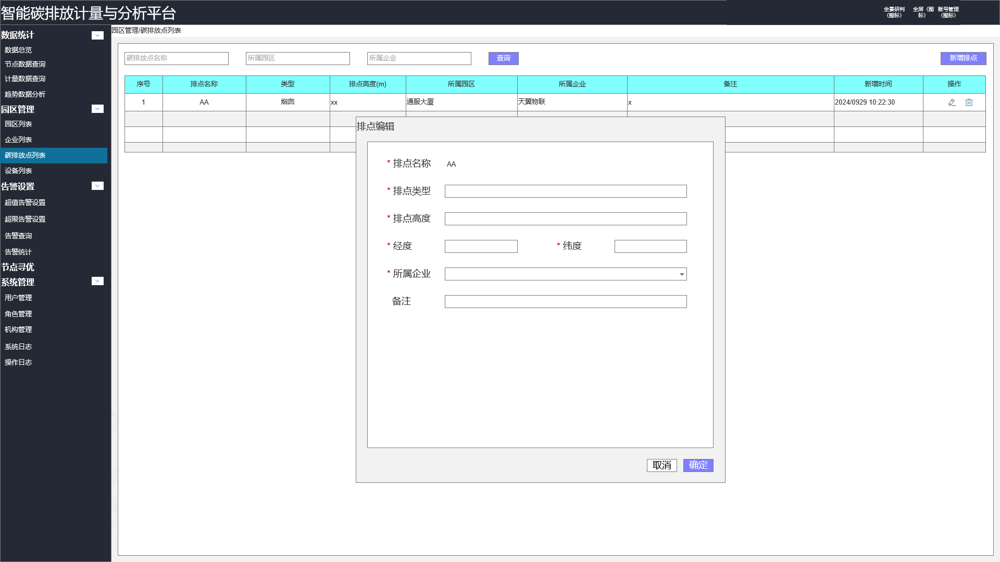 智能碳排放计量与分析平台
全景研判（图标）
全屏（图标）
账号管理（图标）
数据统计
数据总览
节点数据查询
计量数据查询
趋势数据分析
园区管理
园区列表
企业列表
碳排放点列表
设备列表
告警设置
超值告警设置
超限告警设置
告警查询
告警统计
节点寻优
系统管理
用户管理
角色管理
机构管理
系统日志
操作日志
园区管理/碳排放点列表
碳排放点名称 所属园区 所属企业 查询 新增排点
序号 排点名称 类型 排点高度(m) 所属园区 所属企业 备注 新增时间 操作
1 AA 烟囱 xx 通服大厦 天翼物联 x 2024/0929 10:22:30
排点编辑
* 排点名称 AA
* 排点类型
* 排点高度
* 经度 * 纬度
* 所属企业
备注
取消 确定